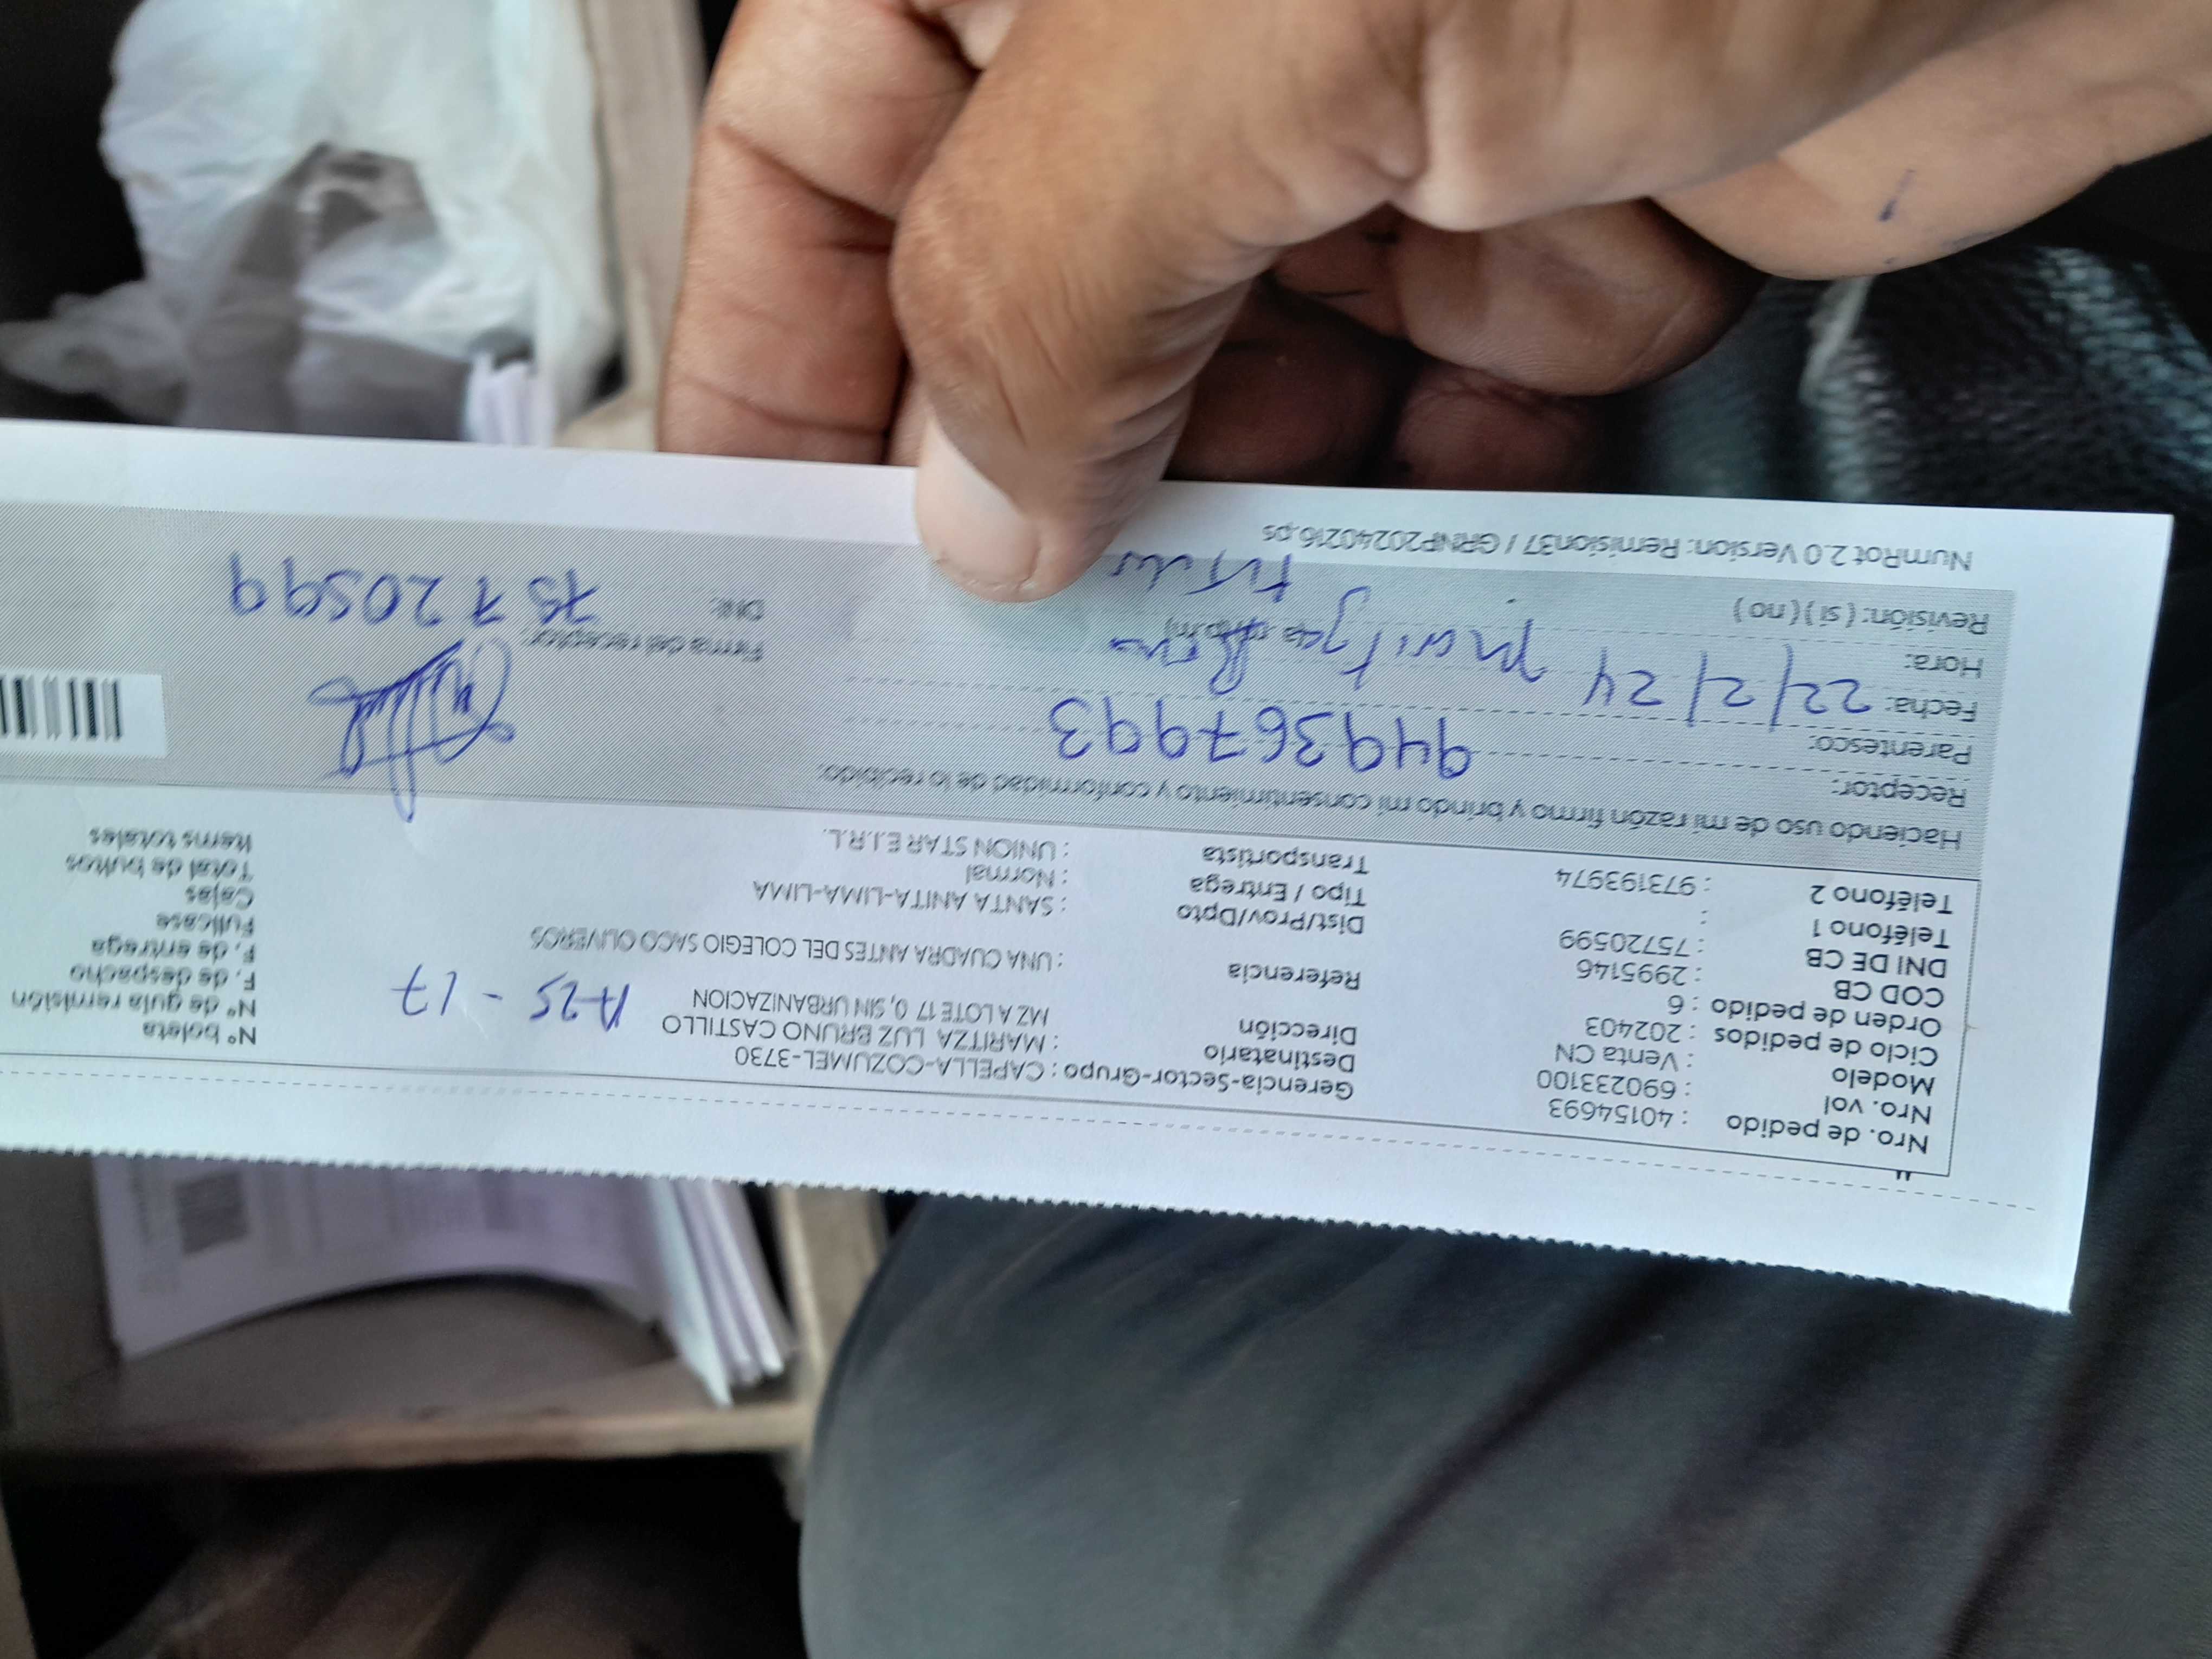 Nro. de pedido : 40154693
Nro. vol : 690233100
Modelo : Venta CN
Ciclo de pedidos : 202403
Orden de pedido : 6
COD CB : 2995146
DNI DE CB : 75720599
Teléfono 1 :
Teléfono 2 : 973193974
Gerencia-Sector-Grupo : CAPELLA-COZUMEL-3730
Destinatario : MARITZA LUZ BRUNO CASTILLO
Dirección MZ A LOTE 17 0, SIN URBANIZACION
A-25 - 17
Referencia : UNA CUADRA ANTES DEL COLEGIO SACO OLIVEROS
Dist/Prov/Dpto : SANTA ANITA-LIMA-LIMA
Tipo / Entrega : Normal
Transportista : UNION STAR E.I.R.L.
N° boleta
N° de guía remisión
F. de despacho
F. de entrega
Fullcase
Cajas
Total de bultos
Items totales
Haciendo uso de mi razón firmo y brindo mi consentimiento y conformidad de lo recibido:
Receptor:
Parentesco: 949367993
Fecha: 22/2/24
Hora:
Revisión: ( si ) ( no )
Firma del receptor:
DNI: 75720599
NumRot 2.0 Version: Remision37 / GRNP20240216.ps